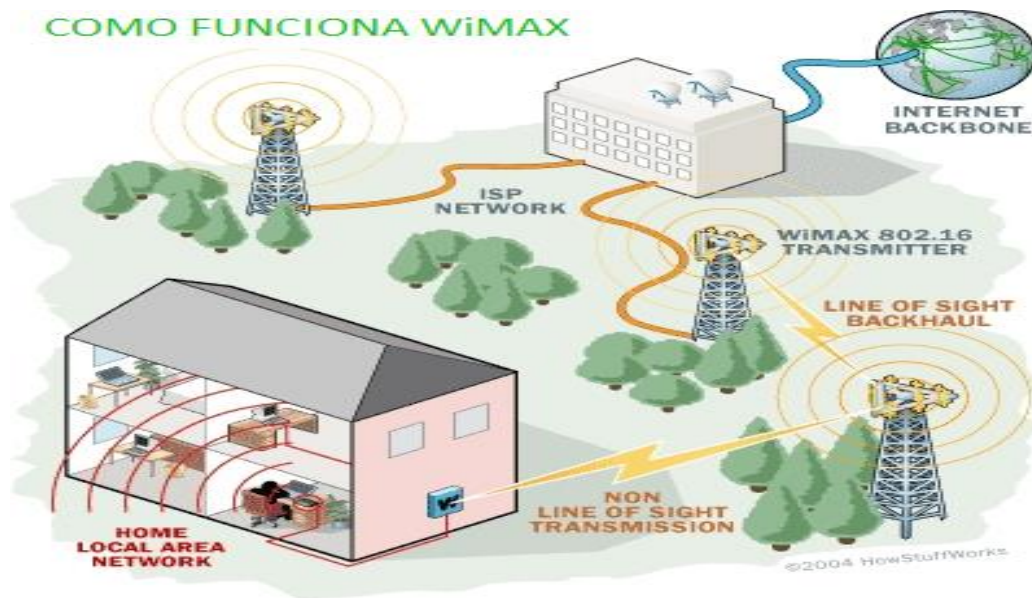 COMO FUNCIONA WiMAX
INTERNET
BACKBONE
ISP
NETWORK
WiMAX 802.16
TRANSMITTER
LINE OF SIGHT
BACKHAUL
NON
LINE OF SIGHT
TRANSMISSION
HOME
LOCAL AREA
NETWORK
©2004 HowStuffWorks